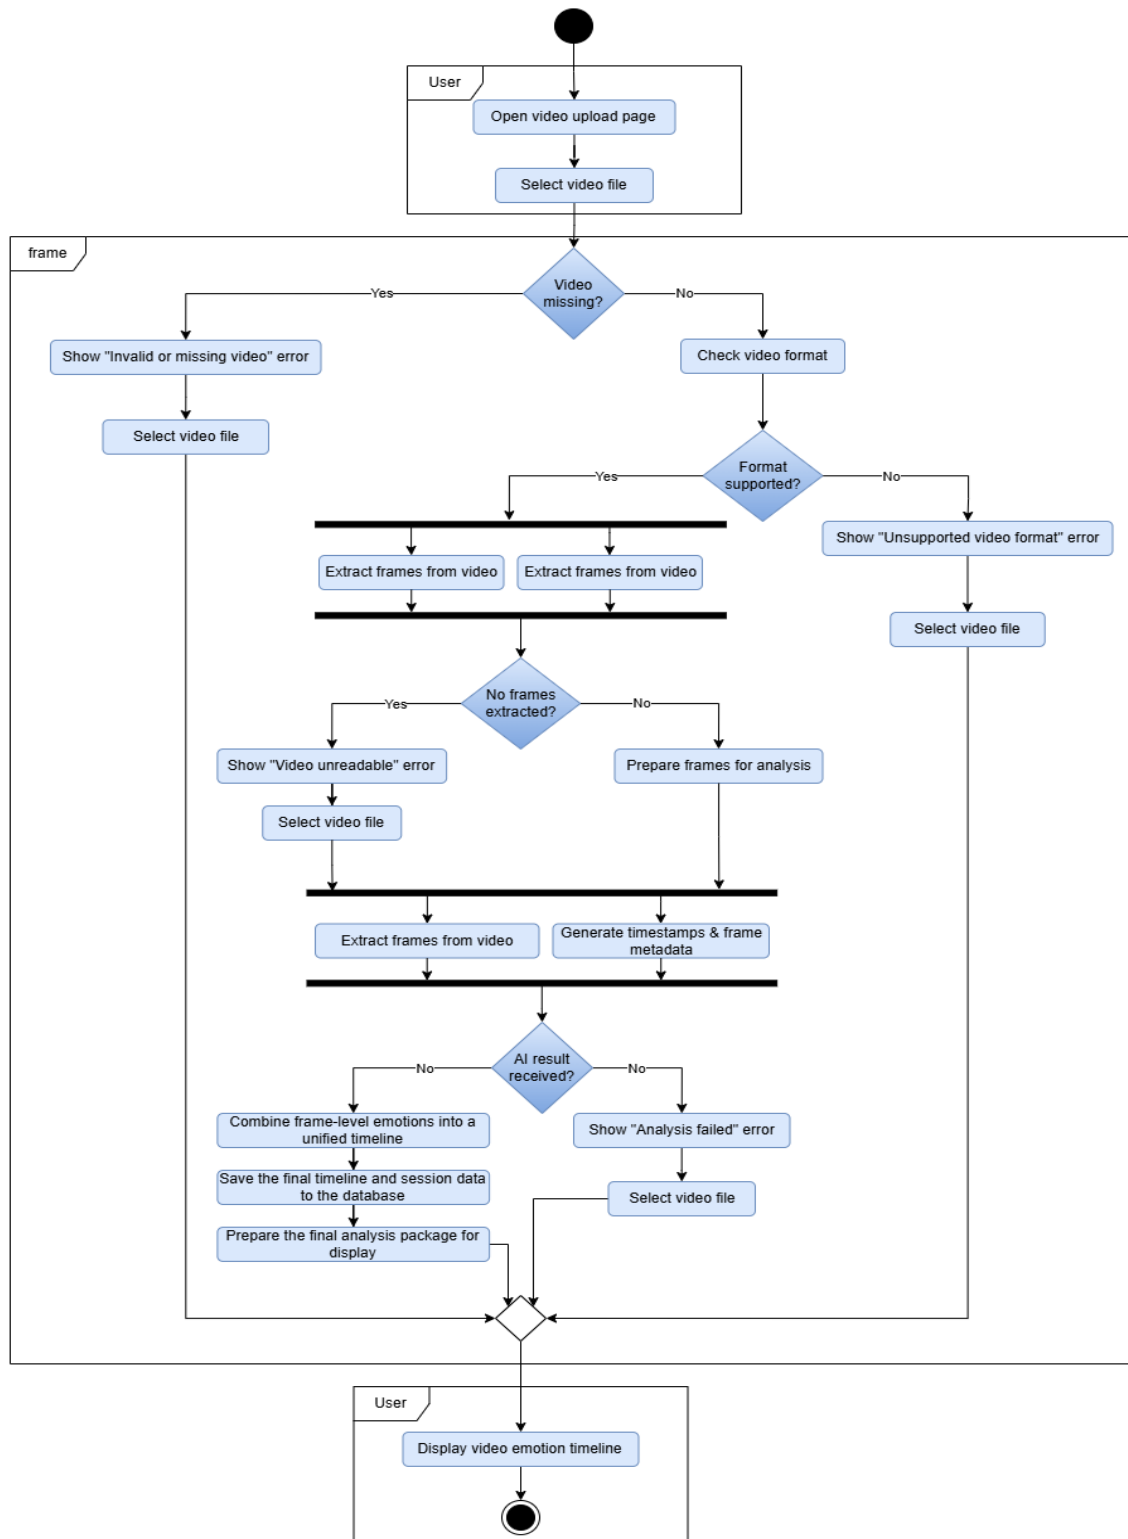 User
Open video upload page
Select video file
frame
Video
missing?
Yes
No
Show "Invalid or missing video" error
Check video format
Select video file
Format
supported?
Yes
No
Show "Unsupported video format" error
Extract frames from video
Extract frames from video
Select video file
No frames
extracted?
Yes
No
Show "Video unreadable" error
Prepare frames for analysis
Select video file
Extract frames from video
Generate timestamps & frame
metadata
AI result
received?
No
No
Combine frame-level emotions into a
unified timeline
Show "Analysis failed" error
Save the final timeline and session data
to the database
Select video file
Prepare the final analysis package for
display
User
Display video emotion timeline